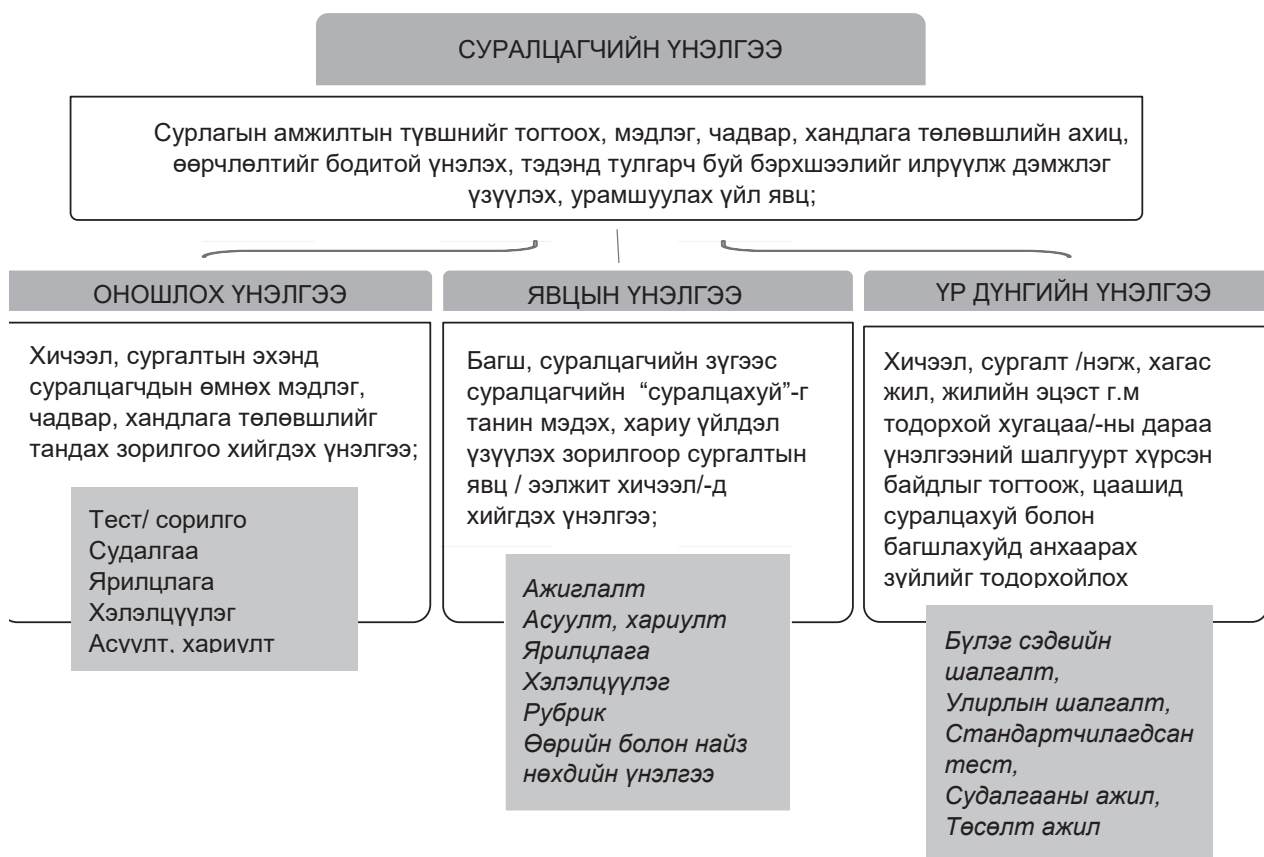 СУРАЛЦАГЧИЙН ҮНЭЛГЭЭ
Сурлагын амжилтын түвшнийг тогтоох, мэдлэг, чадвар, хандлага төлөвшлийн ахиц,
өөрчлөлтийг бодитой үнэлэх, тэдэнд тулгарч буй бэрхшээлийг илрүүлж дэмжлэг
үзүүлэх, урамшуулах үйл явц;
ОНОШЛОХ ҮНЭЛГЭЭ
Хичээл, сургалтын эхэнд
суралцагчдын өмнөх мэдлэг,
чадвар, хандлага төлөвшлийг
тандах зорилгоо хийгдэх үнэлгээ;
Тест/ сорилго
Судалгаа
Ярилцлага
Хэлэлцүүлэг
Асуулт, хариулт
ЯВЦЫН ҮНЭЛГЭЭ
Багш, суралцагчийн зүгээс
суралцагчийн “суралцахуй”-г
танин мэдэх, хариу үйлдэл
үзүүлэх зорилгоор сургалтын
явц / ээлжит хичээл/-д
хийгдэх үнэлгээ;
Ажиглалт
Асуулт, хариулт
Ярилцлага
Хэлэлцүүлэг
Рубрик
Өөрийн болон найз
нөхдийн үнэлгээ
ҮР ДҮНГИЙН ҮНЭЛГЭЭ
Хичээл, сургалт /нэгж, хагас
жил, жилийн эцэст г.м
тодорхой хугацаа/-ны дараа
үнэлгээний шалгуурт хүрсэн
байдлыг тогтоож, цаашид
суралцахуй болон
багшлахуйд анхаарах
зүйлийг тодорхойлох
Бүлэг сэдвийн
шалгалт,
Улирлын шалгалт,
Стандартчилагдсан
тест,
Судалгааны ажил,
Төсөлт ажил